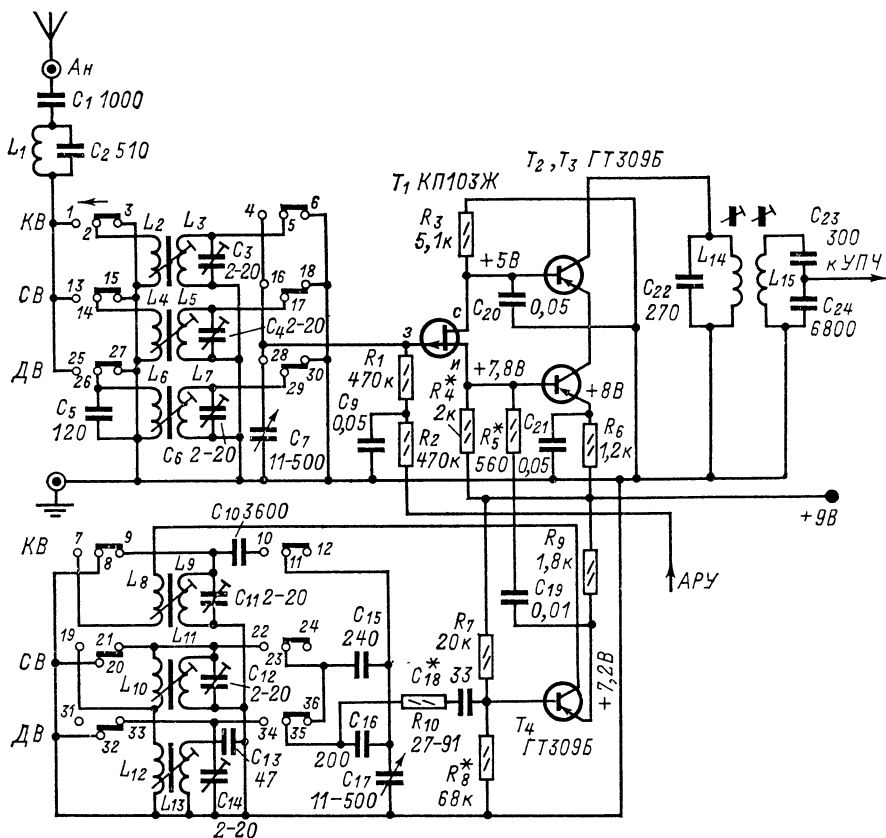 Ан
C1 1000
L1
C2 510
T1 КП103Ж
T2, T3 ГТ309Б
КВ
1
2
3
L2
L3
4
5
6
C3
2-20
R3
5,1к
+5В
C20
0,05
L14
L15
C22
270
C23
300
к УПЧ
C24
6800
СВ
13
14
15
L4
L5
16
17
18
C4 2-20
с
з
и
ДВ
25
26
27
L6
L7
28
29
30
C5
120
C6 2-20
C7
11-500
C9
0,05
R1
470к
R2
470к
+7,8В
R4*
2к
R5*
560
C21
0,05
+8В
R6
1,2к
+9В
C10 3600
КВ
7
8
9
10
11
12
L8
L9
C11 2-20
R9
1,8к
АРУ
C19
0,01
C15
240
R7
20к
СВ
19
20
21
22
23
24
L11
L10
C12
2-20
C18*
33
+7,2В
ДВ
31
32
33
34
35
36
R10
27-91
C16
200
T4
ГТ309Б
L12
L13
C13
47
C14
2-20
C17
11-500
R8*
68к